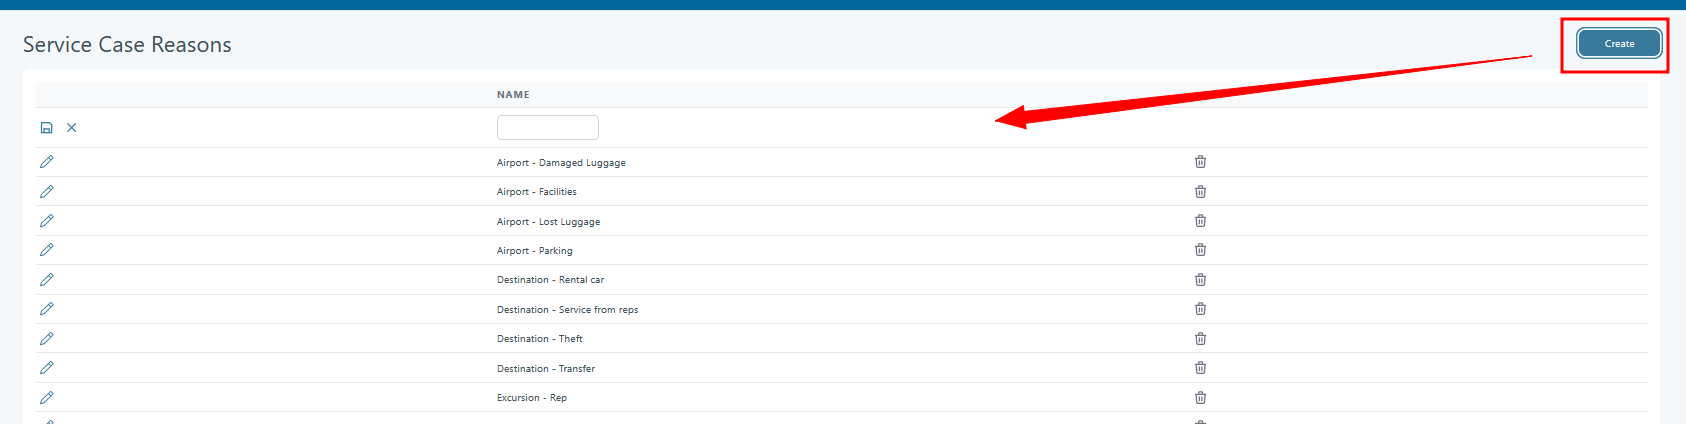 Service Case Reasons
Create
NAME
Airport - Damaged Luggage
Airport - Facilities
Airport - Lost Luggage
Airport - Parking
Destination - Rental car
Destination - Service from reps
Destination - Theft
Destination - Transfer
Excursion - Rep